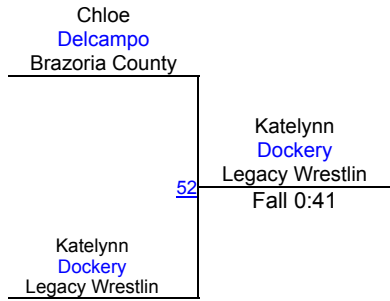 Chloe
Delcampo
Brazoria County
52
Katelynn
Dockery
Legacy Wrestlin
Fall 0:41
Katelynn
Dockery
Legacy Wrestlin